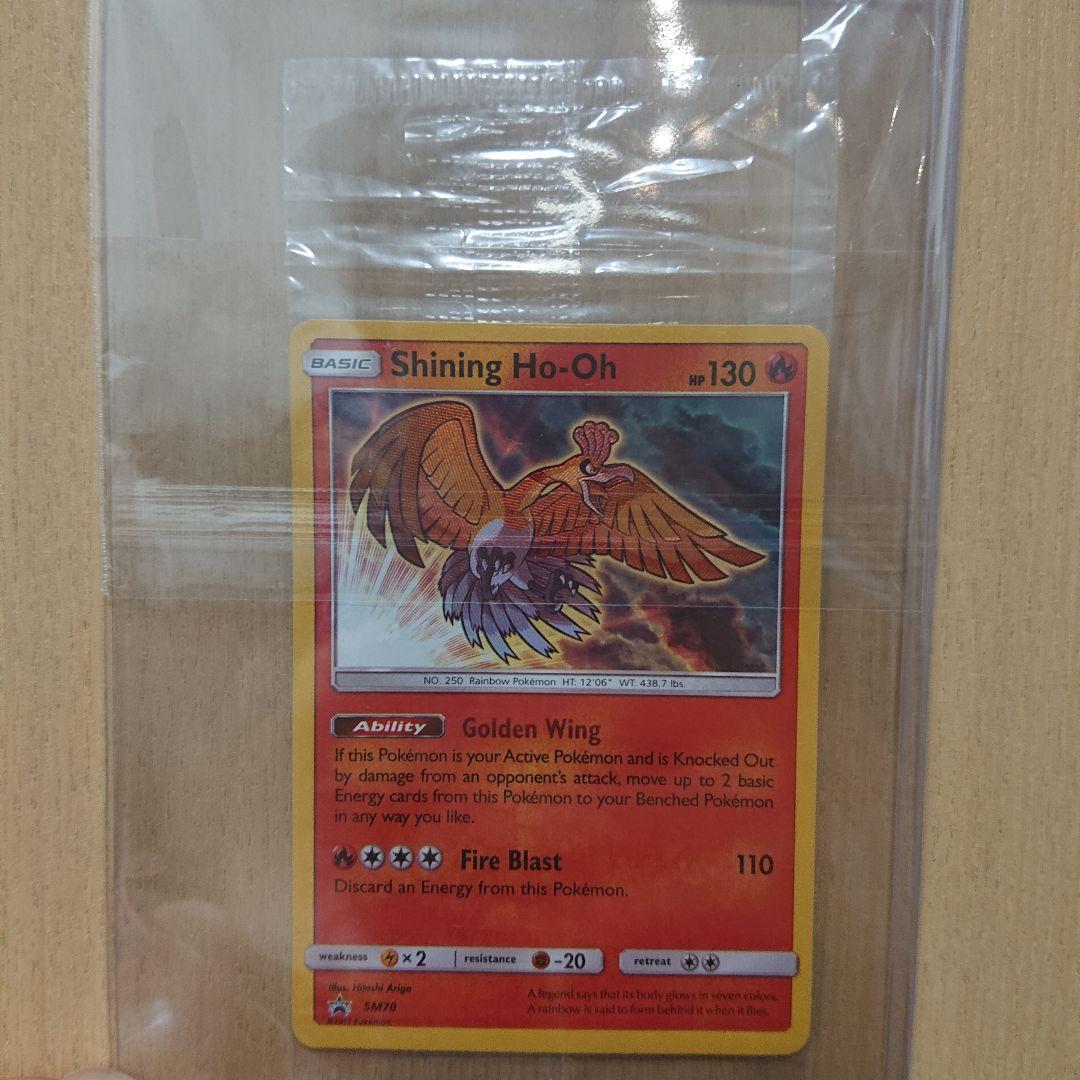 BASIC Shining Ho-Oh HP 130
NO. 250 Rainbow Pokémon HT: 12'06" WT: 438.7 lbs.
Ability Golden Wing
If this Pokémon is your Active Pokémon and is Knocked Out
by damage from an opponent's attack, move up to 2 basic
Energy cards from this Pokémon to your Benched Pokémon
in any way you like.
Fire Blast 110
Discard an Energy from this Pokémon.
weakness ×2 resistance -20 retreat
Illus. Hitoshi Ariga
SM70
©2017 Pokémon
A legend says that its body glows in seven colors.
A rainbow is said to form behind it when it flies.